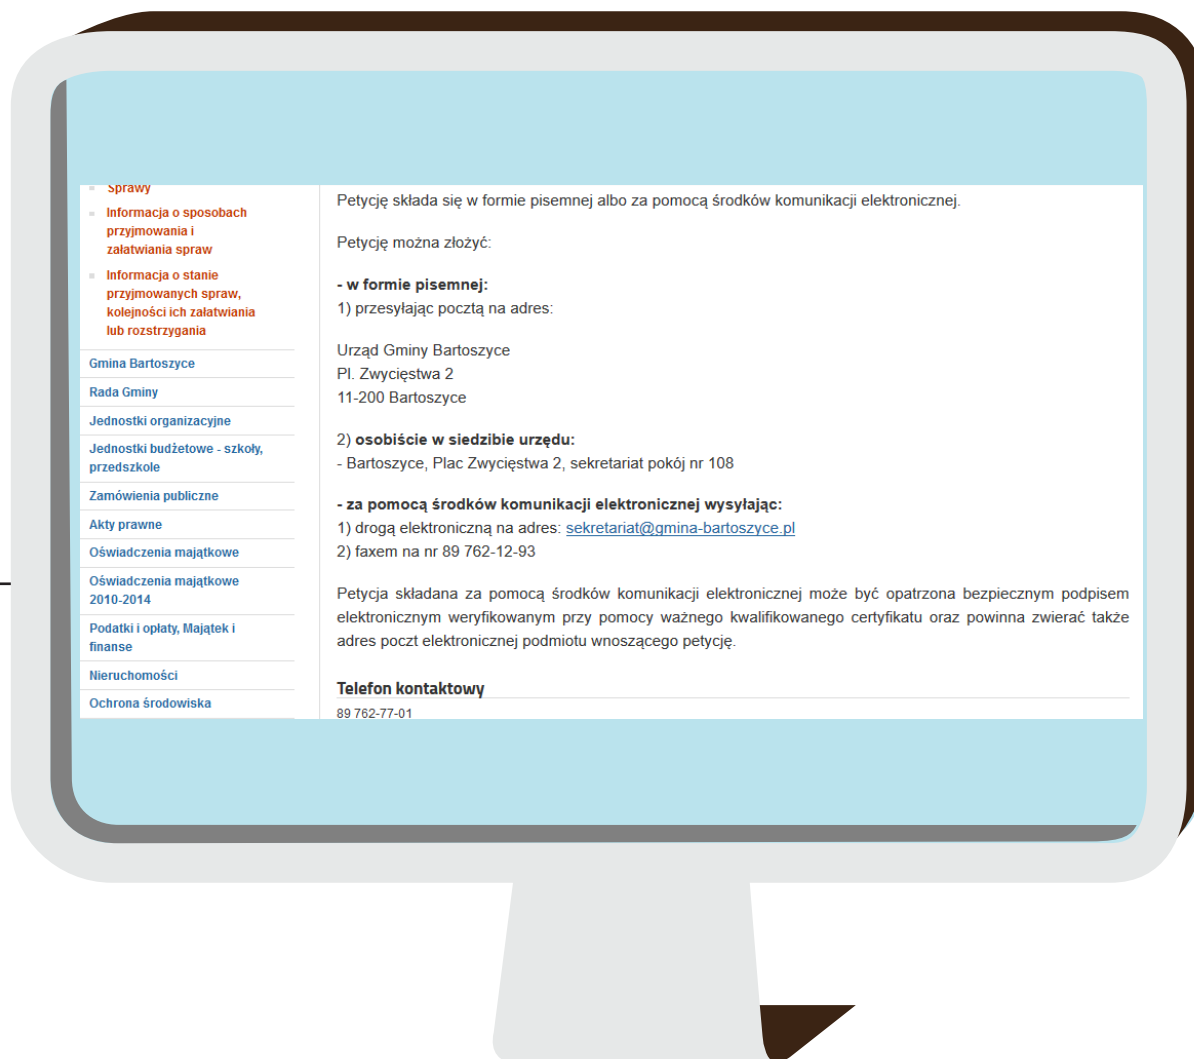 Sprawy
Informacja o sposobach
przyjmowania i
załatwiania spraw
Informacja o stanie
przyjmowanych spraw,
kolejności ich załatwiania
lub rozstrzygania
Gmina Bartoszyce
Rada Gminy
Jednostki organizacyjne
Jednostki budżetowe - szkoły,
przedszkole
Zamówienia publiczne
Akty prawne
Oświadczenia majątkowe
Oświadczenia majątkowe
2010-2014
Podatki i opłaty, Majątek i
finanse
Nieruchomości
Ochrona środowiska
Petycję składa się w formie pisemnej albo za pomocą środków komunikacji elektronicznej.
Petycję można złożyć:
- w formie pisemnej:
1) przesyłając pocztą na adres:
Urząd Gminy Bartoszyce
Pl. Zwycięstwa 2
11-200 Bartoszyce
2) osobiście w siedzibie urzędu:
- Bartoszyce, Plac Zwycięstwa 2, sekretariat pokój nr 108
- za pomocą środków komunikacji elektronicznej wysyłając:
1) drogą elektroniczną na adres: sekretariat@gmina-bartoszyce.pl
2) faxem na nr 89 762-12-93
Petycja składana za pomocą środków komunikacji elektronicznej może być opatrzona bezpiecznym podpisem
elektronicznym weryfikowanym przy pomocy ważnego kwalifikowanego certyfikatu oraz powinna zwierać także
adres poczt elektronicznej podmiotu wnoszącego petycję.
Telefon kontaktowy
89 762-77-01